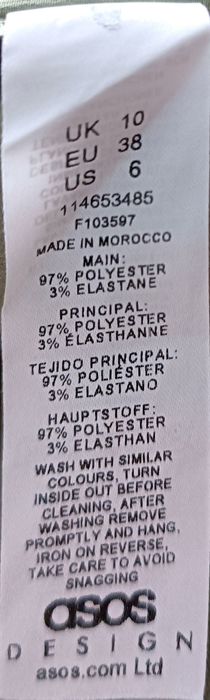 UK 10
EU 38
US 6
114653485
F103597
MADE IN MOROCCO
MAIN:
97% POLYESTER
3% ELASTANE
PRINCIPAL:
97% POLYESTER
3% ÉLASTHANNE
TEJIDO PRINCIPAL:
97% POLIÉSTER
3% ELASTANO
HAUPTSTOFF:
97% POLYESTER
3% ELASTHAN
WASH WITH SIMILAR
COLOURS, TURN
INSIDE OUT BEFORE
CLEANING, AFTER
WASHING REMOVE
PROMPTLY AND HANG,
IRON ON REVERSE,
TAKE CARE TO AVOID
SNAGGING
asos
DESIGN
asos.com Ltd